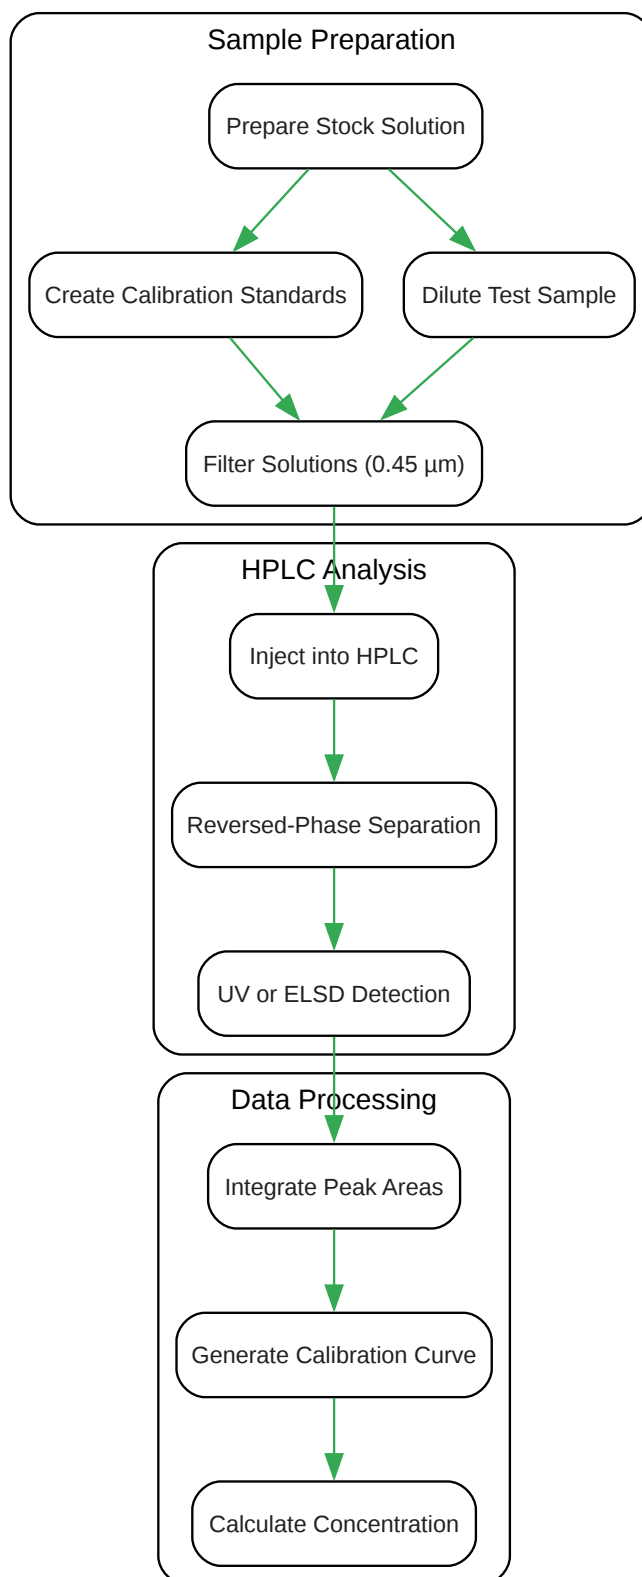 Sample Preparation
Prepare Stock Solution
Create Calibration Standards
Dilute Test Sample
Filter Solutions (0.45 µm)
HPLC Analysis
Inject into HPLC
Reversed-Phase Separation
UV or ELSD Detection
Data Processing
Integrate Peak Areas
Generate Calibration Curve
Calculate Concentration